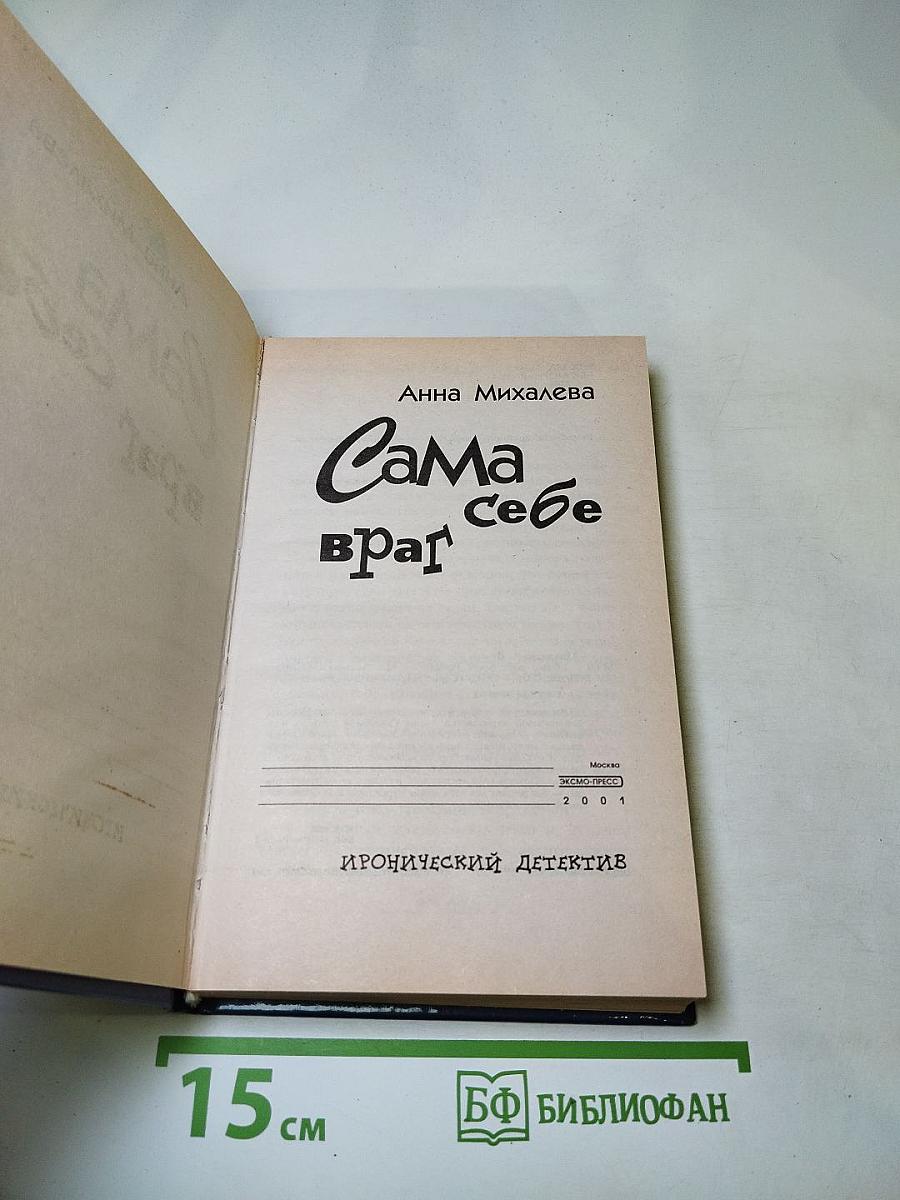 Анна Михалева
Сама
себе
враг
Москва
ЭКСМО-ПРЕСС
2001
ИРОНИЧЕСКИЙ ДЕТЕКТИВ
15 см
БФ БИБЛИОФАН